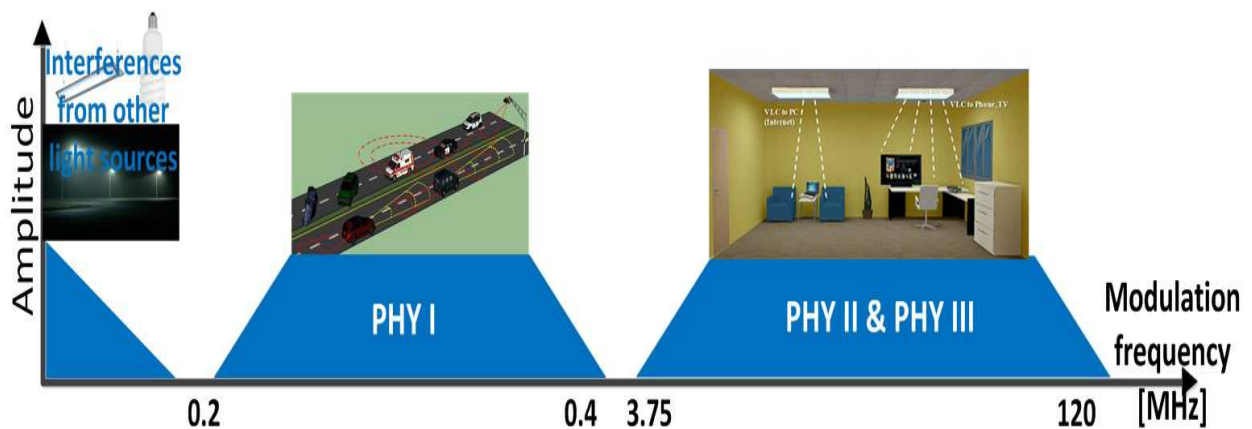 Amplitude
Interferences
from other
light sources
PHY I
VLC to PC
(Internet)
VLC to Phone, TV
PHY II & PHY III
Modulation
frequency
[MHz]
0.2
0.4
3.75
120